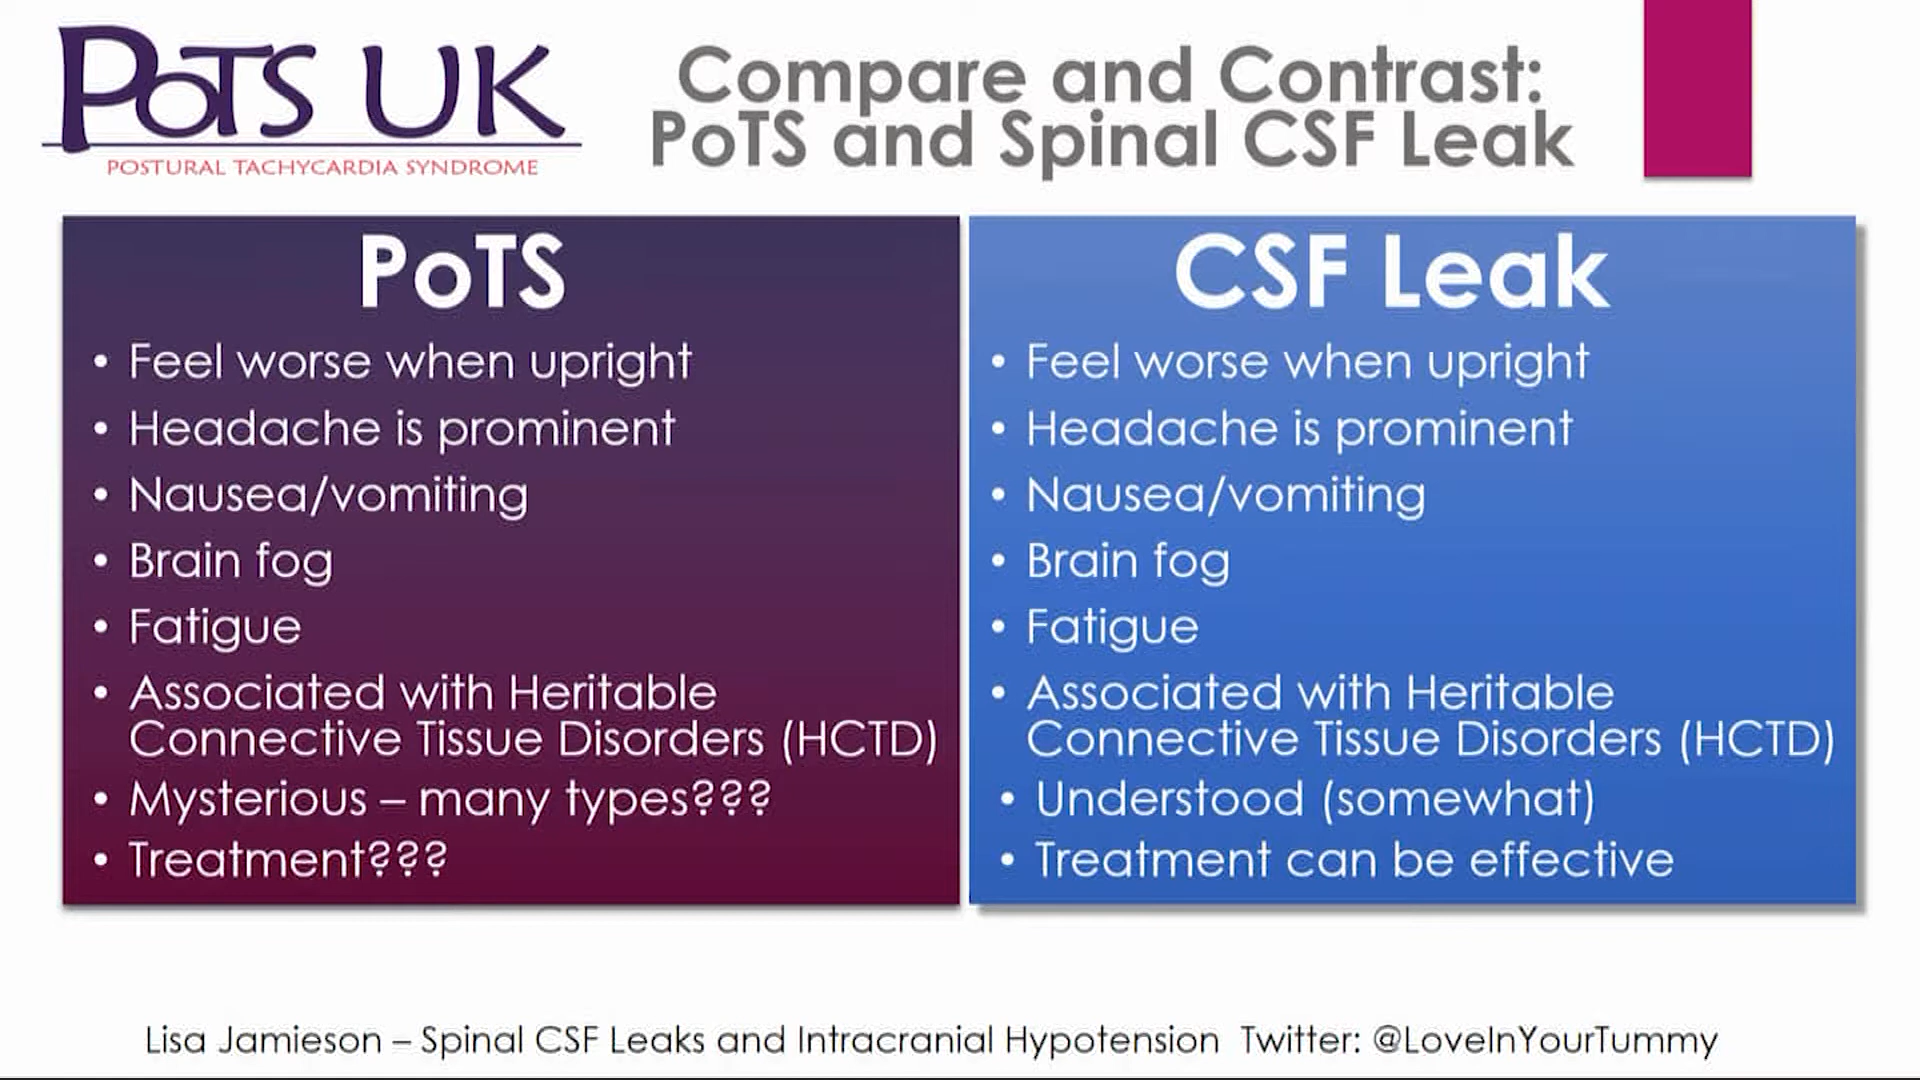 PoTS UK
POSTURAL TACHYCARDIA SYNDROME
Compare and Contrast:
PoTS and Spinal CSF Leak
PoTS
• Feel worse when upright
• Headache is prominent
• Nausea/vomiting
• Brain fog
• Fatigue
• Associated with Heritable
Connective Tissue Disorders (HCTD)
• Mysterious – many types???
• Treatment???
CSF Leak
• Feel worse when upright
• Headache is prominent
• Nausea/vomiting
• Brain fog
• Fatigue
• Associated with Heritable
Connective Tissue Disorders (HCTD)
• Understood (somewhat)
• Treatment can be effective
Lisa Jamieson – Spinal CSF Leaks and Intracranial Hypotension Twitter: @LoveInYourTummy